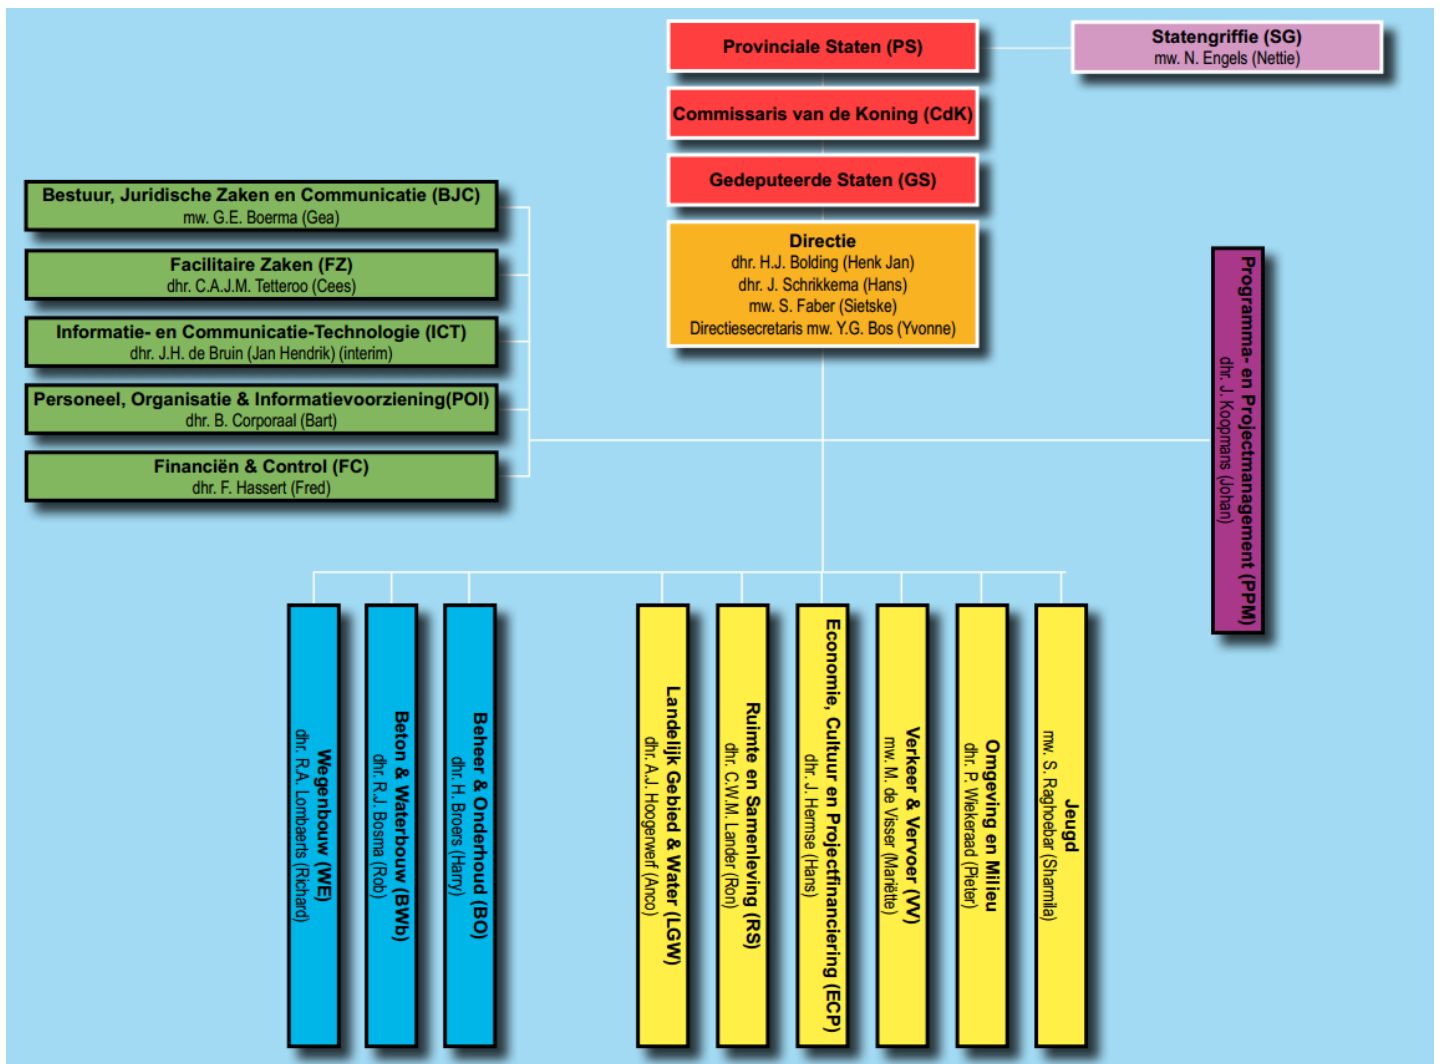 Provinciale Staten (PS)
Statengriffie (SG)
mw. N. Engels (Nettie)
Commissaris van de Koning (CdK)
Gedeputeerde Staten (GS)
Bestuur, Juridische Zaken en Communicatie (BJC)
mw. G.E. Boerma (Gea)
Facilitaire Zaken (FZ)
dhr. C.A.J.M. Tetteroo (Cees)
Informatie- en Communicatie-Technologie (ICT)
dhr. J.H. de Bruin (Jan Hendrik) (interim)
Personeel, Organisatie & Informatievoorziening(POI)
dhr. B. Corporaal (Bart)
Financiën & Control (FC)
dhr. F. Hassert (Fred)
Directie
dhr. H.J. Bolding (Henk Jan)
dhr. J. Schrikkema (Hans)
mw. S. Faber (Sietske)
Directiesecretaris mw. Y.G. Bos (Yvonne)
Programma- en Projectmanagement (PPM)
dhr. J. Koopmans (Johan)
Wegenbouw (WE)
dhr. R.A. Lombaerts (Richard)
Beton & Waterbouw (BWb)
dhr. R.J. Bosma (Rob)
Beheer & Onderhoud (BO)
dhr. H. Broers (Harry)
Landelijk Gebied & Water (LGW)
dhr. A.J. Hoogerwerf (Anco)
Ruimte en Samenleving (RS)
dhr. C.W.M. Lander (Ron)
Economie, Cultuur en Projectfinanciering (ECP)
dhr. J. Hermse (Hans)
Verkeer & Vervoer (VV)
mw. M. de Visser (Mariëtte)
Omgeving en Milieu
dhr. P. Wiekeraad (Pieter)
Jeugd
mw. S. Raghoebar (Sharmila)